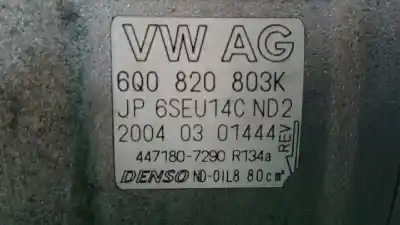 VW AG
6Q0 820 803K
JP 6SEU14C ND2
2004 03 01444
REV
447180-7290 R134a
DENSO ND-OIL8 80cm³